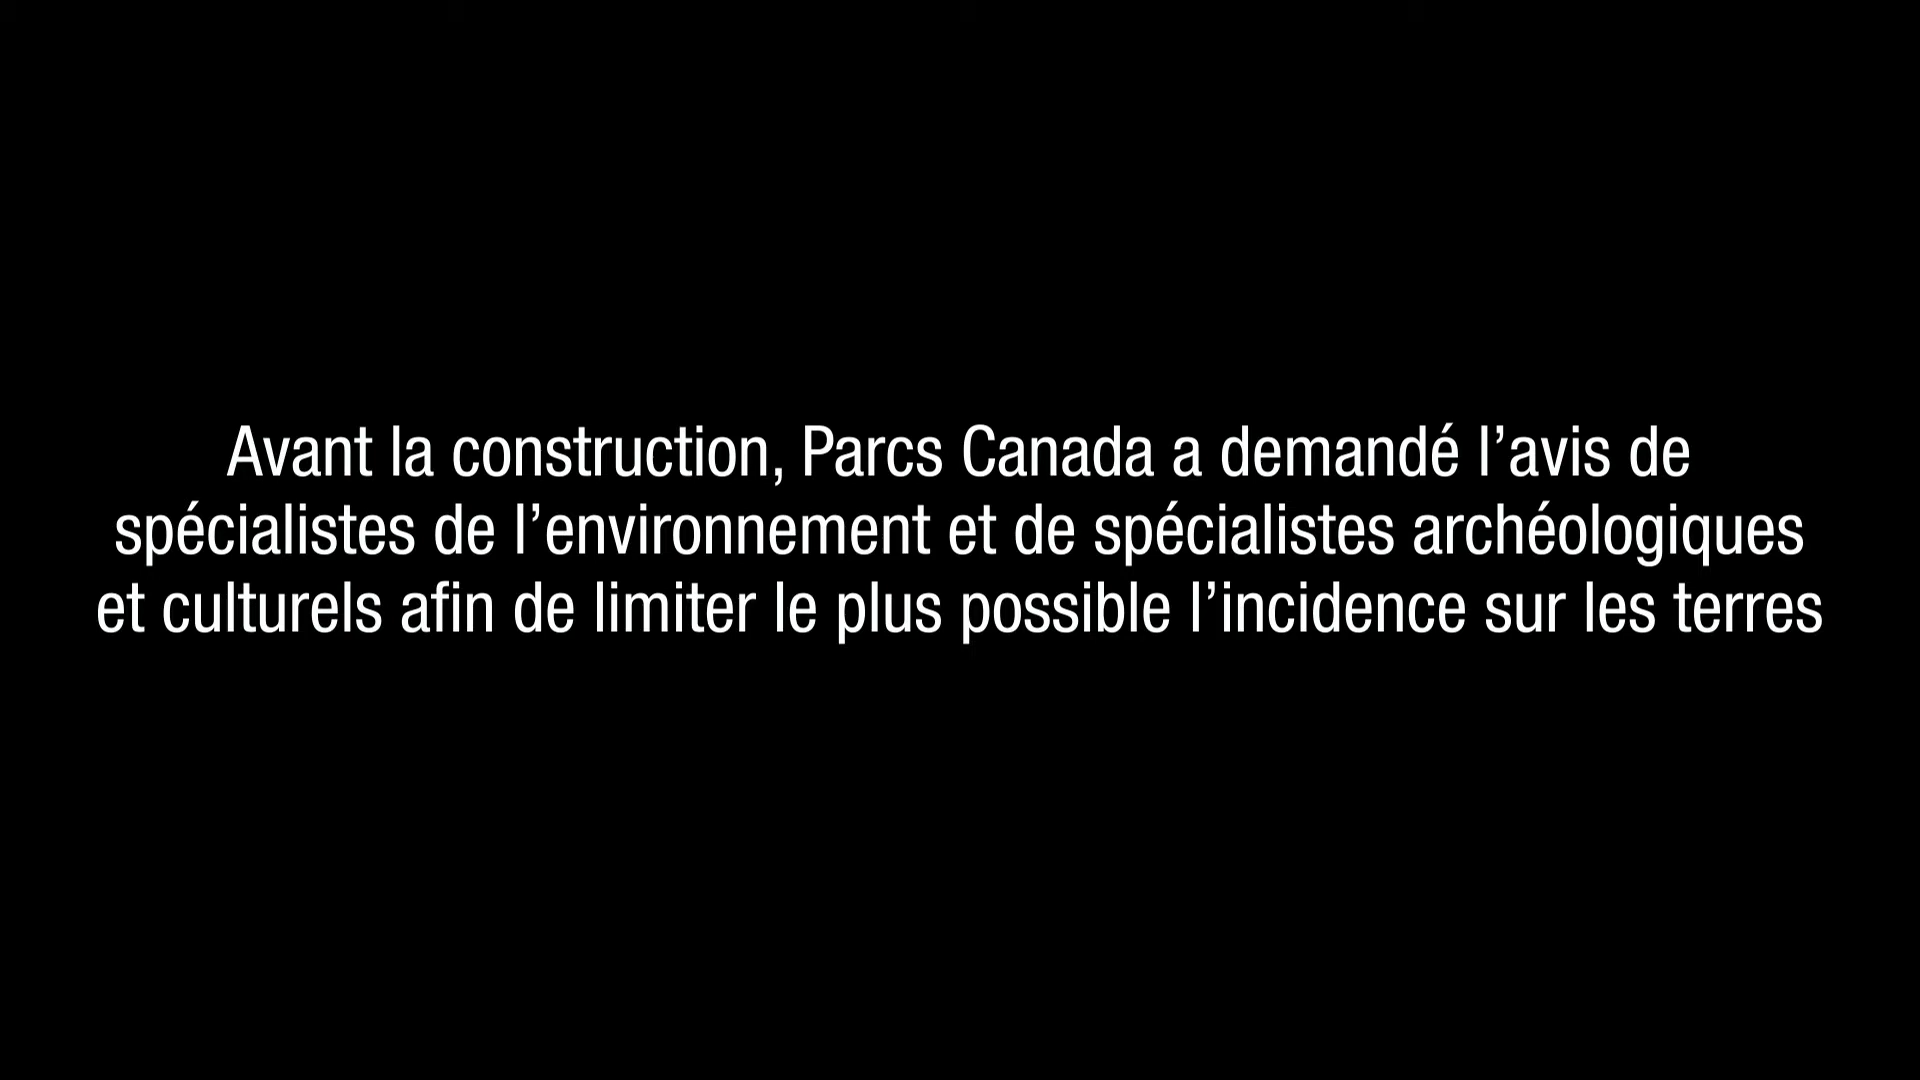 Avant la construction, Parcs Canada a demandé l’avis de
spécialistes de l’environnement et de spécialistes archéologiques
et culturels afin de limiter le plus possible l’incidence sur les terres